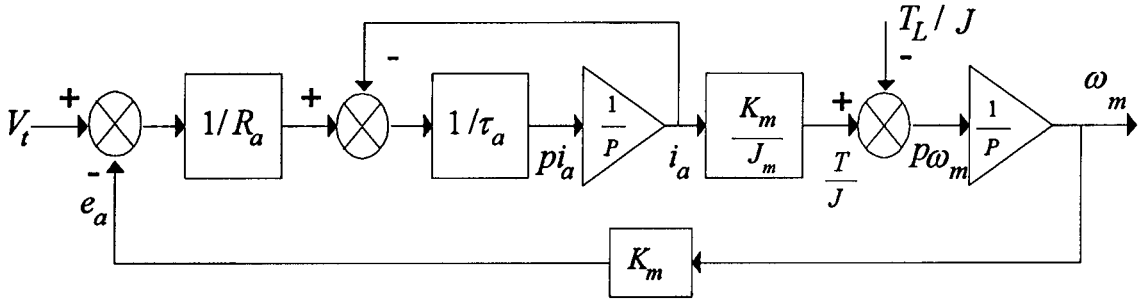 T_L / J
-
-
V_t
+
1/R_a
+
1/τ_a
1/P
K_m/J_m
+
1/P
ω_m
pi_a
i_a
T/J
pω_m
-
e_a
K_m